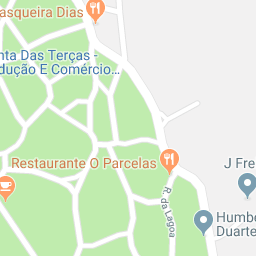 asqueira Dias
nta Das Terças -
dução E Comércio...
Restaurante O Parcelas
R. da Lagoa
J Fre
Humbe
Duarte